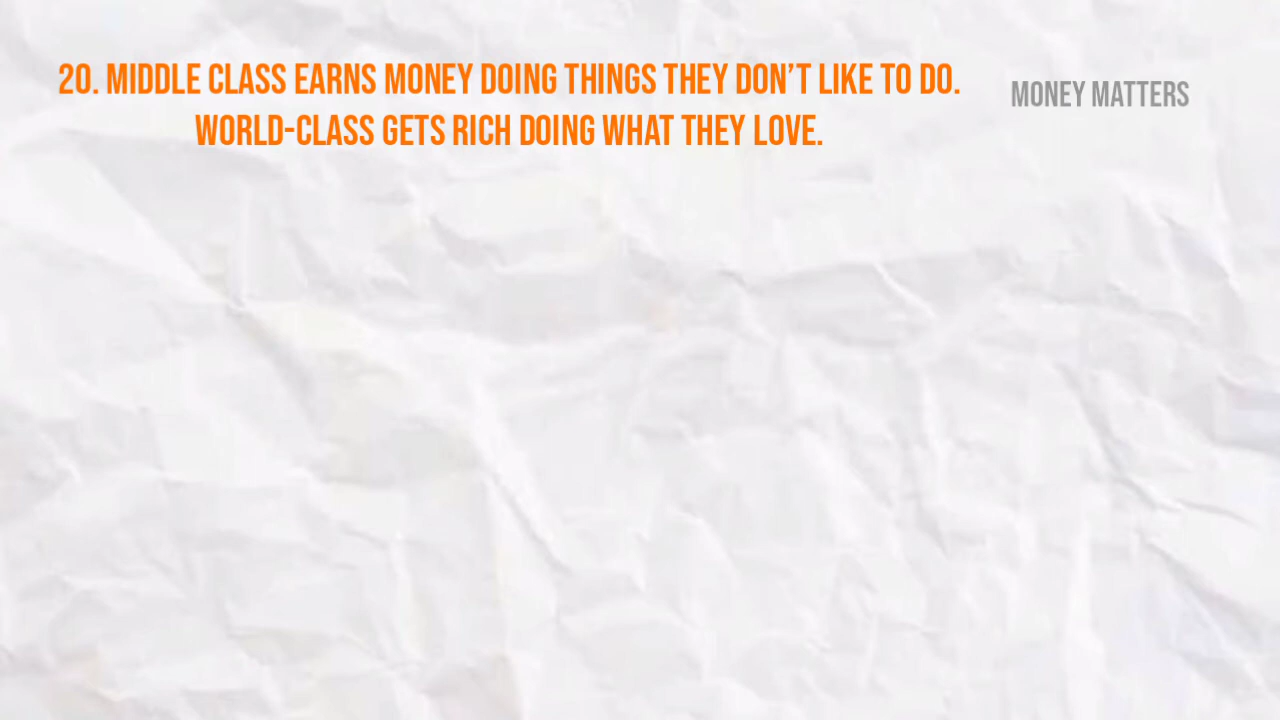 20. MIDDLE CLASS EARNS MONEY DOING THINGS THEY DON’T LIKE TO DO.
WORLD-CLASS GETS RICH DOING WHAT THEY LOVE.
MONEY MATTERS